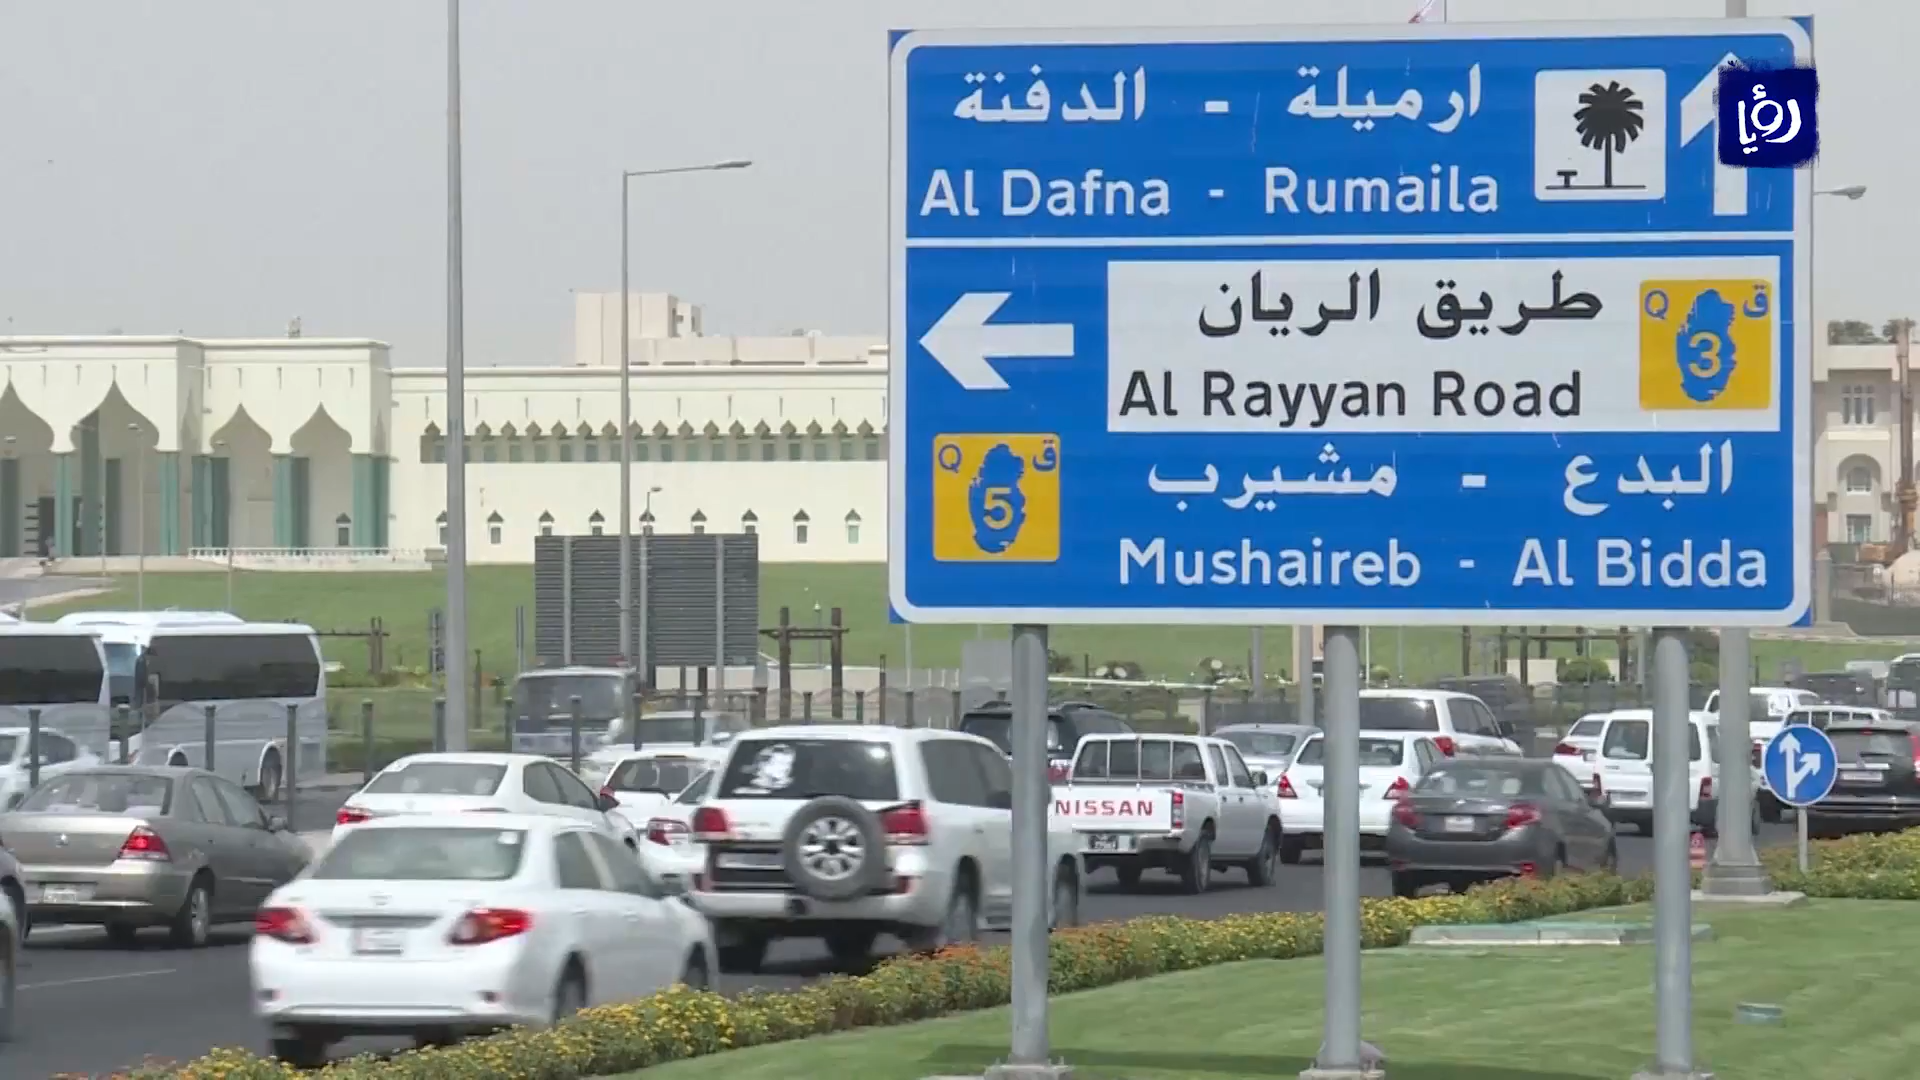 ارميلة - الدفنة
Al Dafna - Rumaila
رؤيا
طريق الريان
Al Rayyan Road
Q 3 ق
Q 5 ق
البدع - مشيرب
Mushaireb - Al Bidda
NISSAN